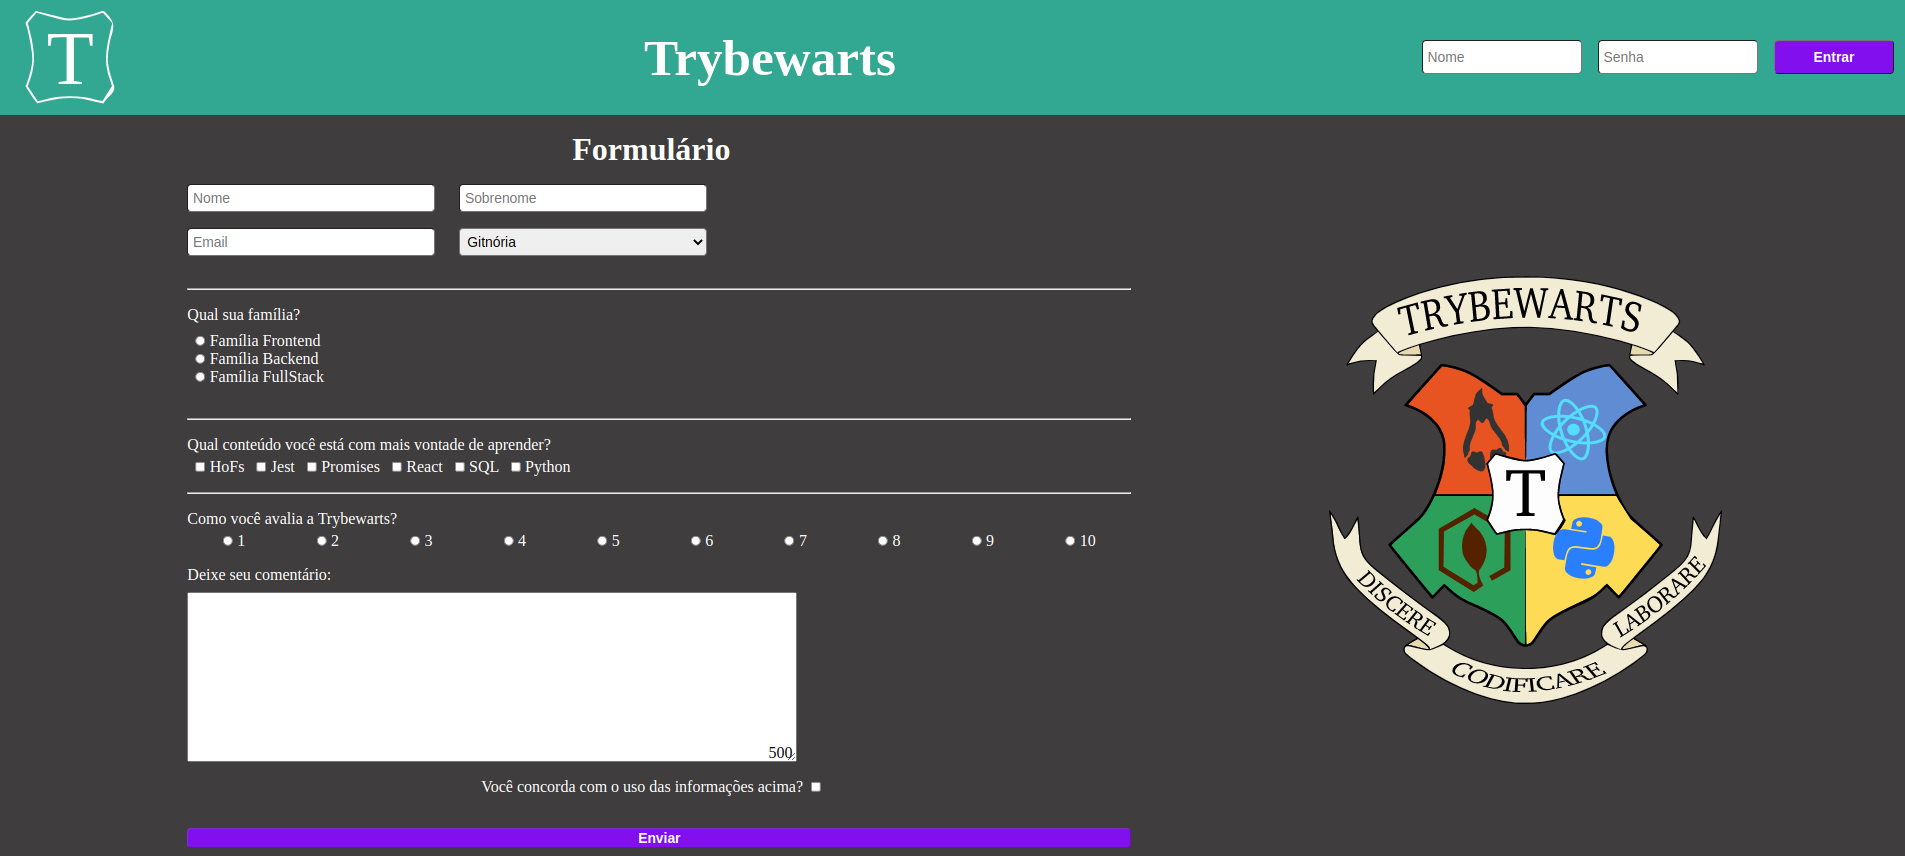 T
Trybewarts
Nome
Senha
Entrar
Formulário
Nome
Sobrenome
Email
Gitnória
Qual sua família?
Família Frontend
Família Backend
Família FullStack
Qual conteúdo você está com mais vontade de aprender?
HoFs Jest Promises React SQL Python
Como você avalia a Trybewarts?
1 2 3 4 5 6 7 8 9 10
Deixe seu comentário:
500
Você concorda com o uso das informações acima?
Enviar
TRYBEWARTS
T
DISCERE
CODIFICARE
LABORARE